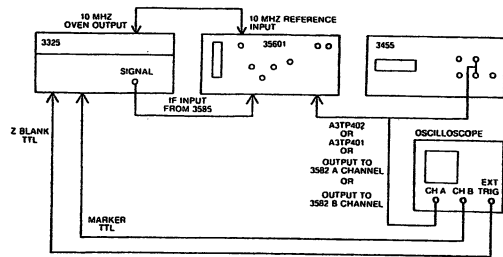 10 MHZ
OVEN OUTPUT
10 MHZ REFERENCE
INPUT
3325
35601
3455
SIGNAL
IF INPUT
FROM 3585
Z BLANK
TTL
A3TP402
OR
A3TP401
OR
OUTPUT TO
3582 A CHANNEL
OR
OUTPUT TO
3582 B CHANNEL
OSCILLOSCOPE
CH A
CH B
EXT
TRIG
MARKER
TTL